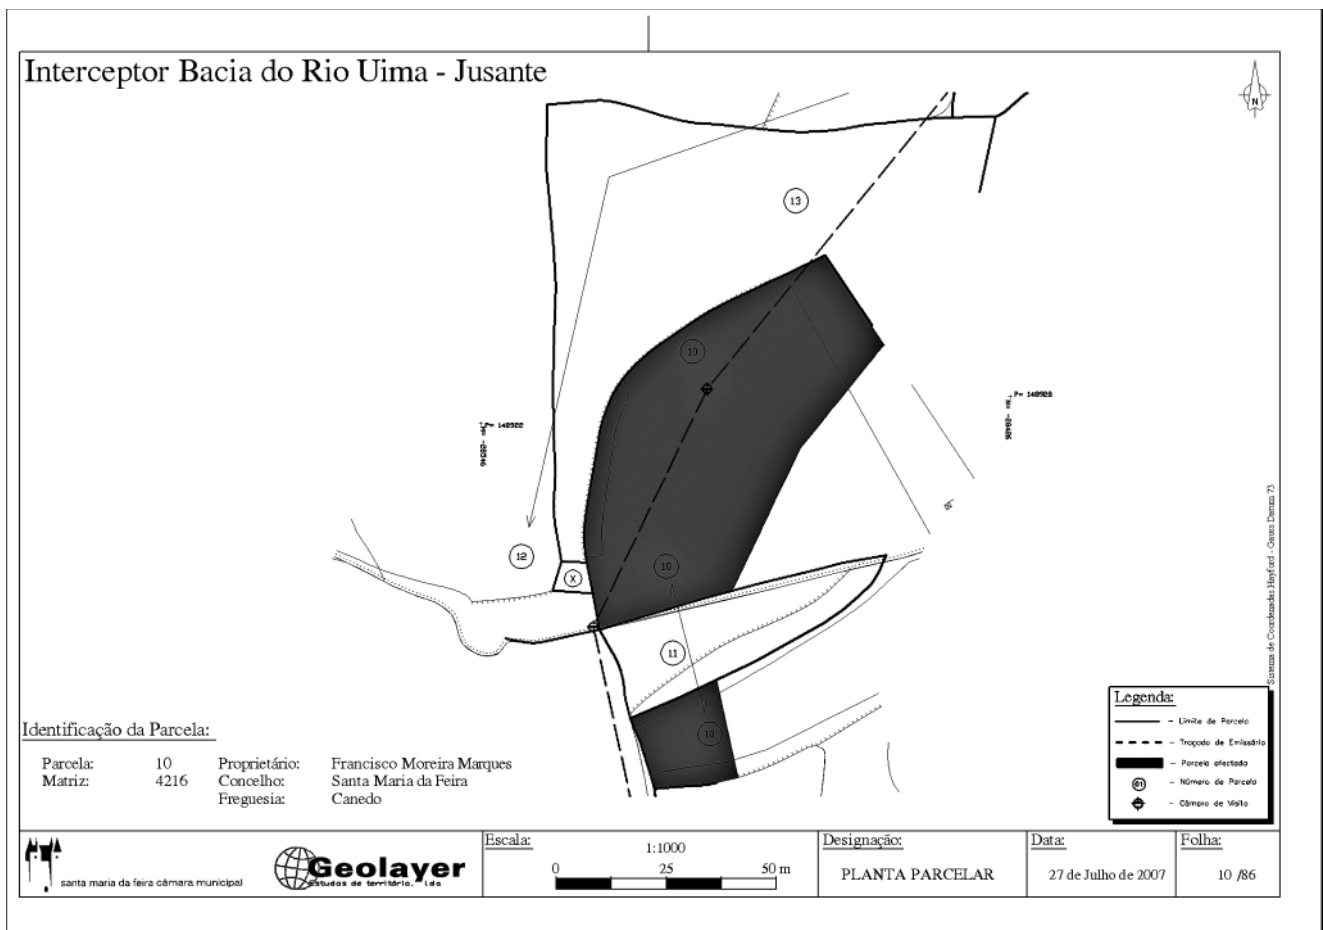 Interceptor Bacia do Rio Uima - Jusante
N
13
10
P= 140920
12
X
10
11
10
Sistema de Coordenadas Hayford - Gauss Datum 73
Identificação da Parcela:
Parcela: 10 Proprietário: Francisco Moreira Marques
Matriz: 4216 Concelho: Santa Maria da Feira
Freguesia: Canedo
Legenda:
- Limite de Parcela
- Traçado de Emissário
- Parcela afectada
01 - Número de Parcela
- Câmara de Visita
santa maria da feira câmara municipal
Geolayer
Estudos de território, lda
Escala:
1:1000
0 25 50 m
Designação:
PLANTA PARCELAR
Data:
27 de Julho de 2007
Folha:
10 /86